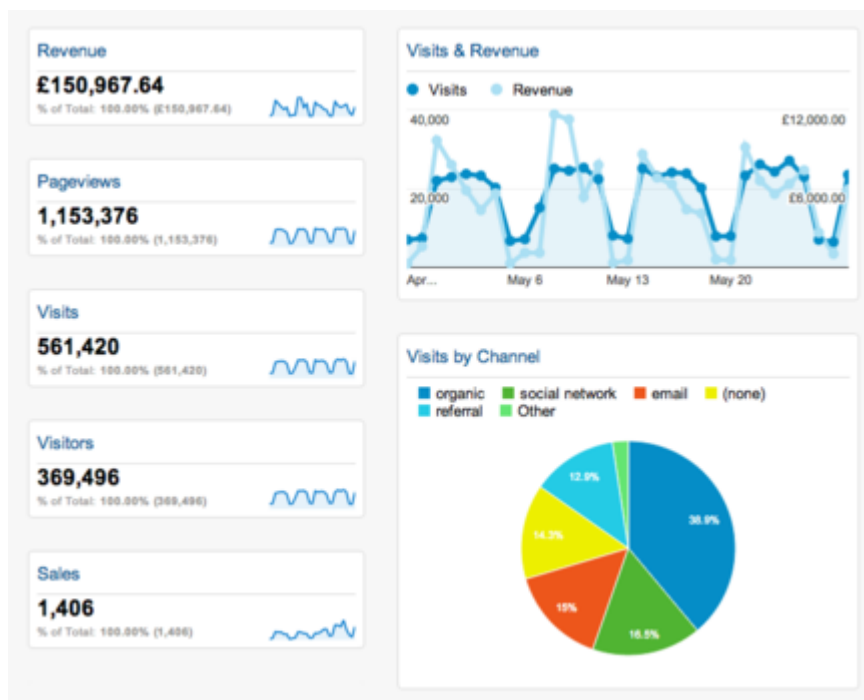 Revenue
£150,967.64
% of Total: 100.00% (£150,967.64)
Pageviews
1,153,376
% of Total: 100.00% (1,153,376)
Visits
561,420
% of Total: 100.00% (561,420)
Visitors
369,496
% of Total: 100.00% (369,496)
Sales
1,406
% of Total: 100.00% (1,406)
Visits & Revenue
Visits Revenue
40,000 £12,000.00
20,000 £6,000.00
Apr... May 6 May 13 May 20
Visits by Channel
organic social network email (none)
referral Other
12.9%
38.9%
14.3%
15%
16.5%